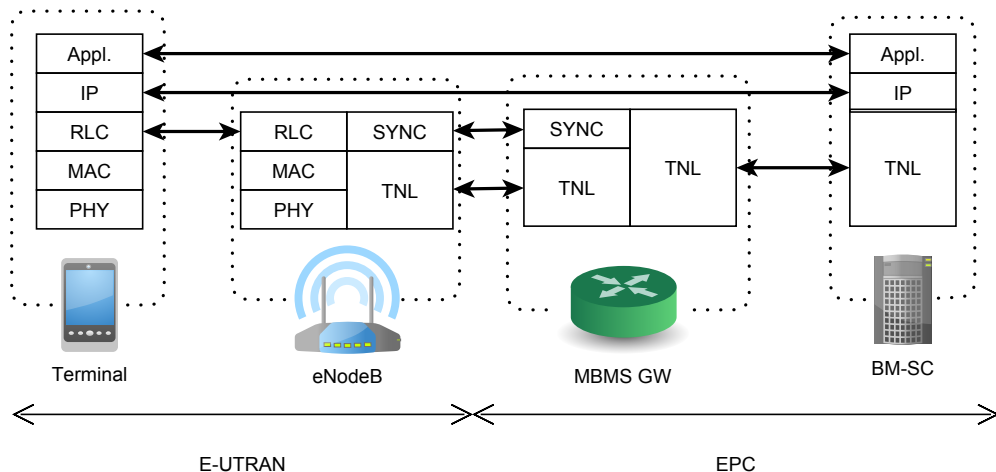 Appl. Appl.
IP IP
RLC RLC SYNC SYNC
MAC MAC TNL TNL TNL TNL
PHY PHY
Terminal eNodeB MBMS GW BM-SC
E-UTRAN EPC